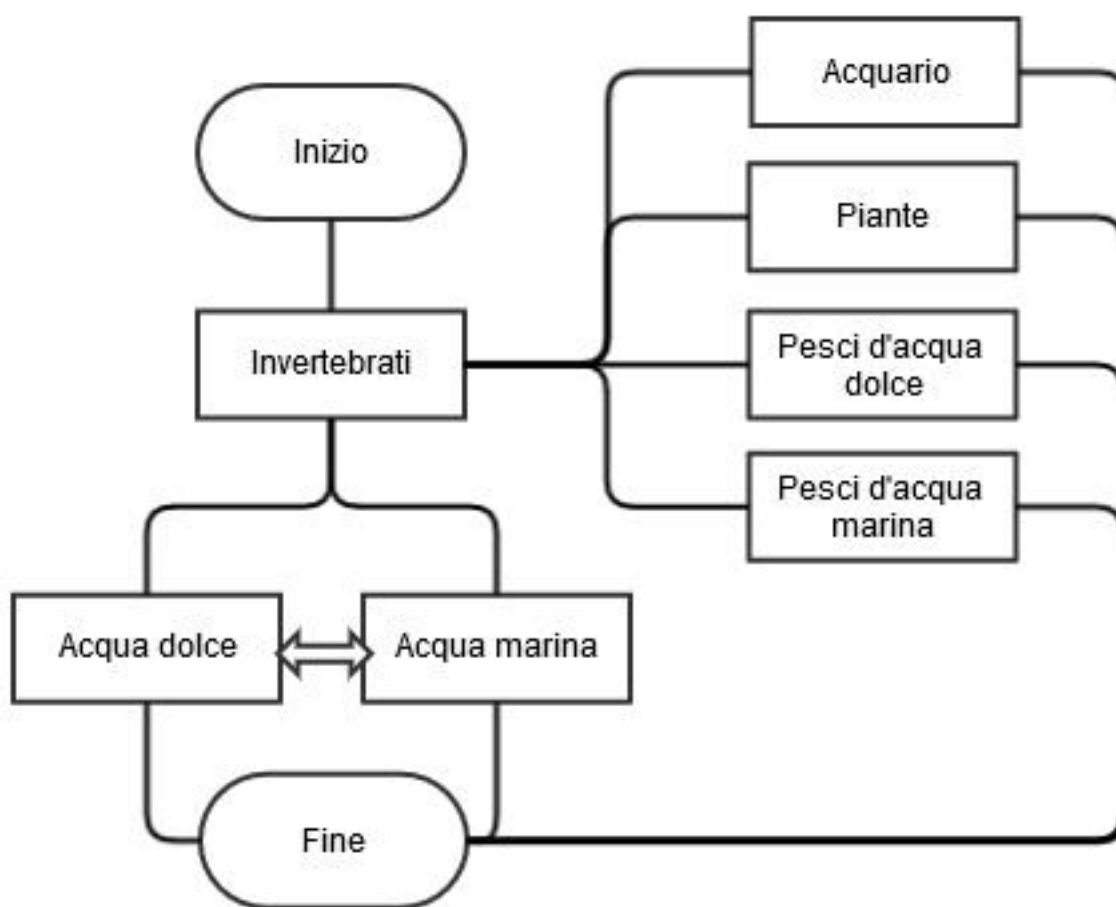 Inizio
Invertebrati
Acquario
Piante
Pesci d'acqua
dolce
Pesci d'acqua
marina
Acqua dolce
Acqua marina
Fine